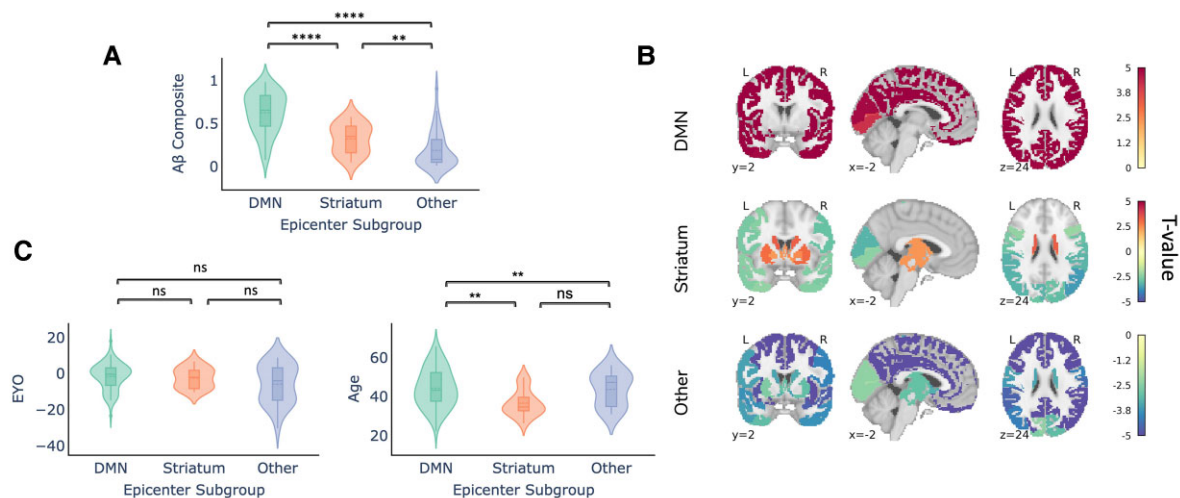 A
****
**** **
Aβ Composite
1
0.5
0
DMN Striatum Other
Epicenter Subgroup
B
DMN
L R
y=2 x=-2 z=24
5
3.8
2.5
1.2
0
Striatum
L R
y=2 x=-2 z=24
5
2.5
0
-2.5
-5
T-value
Other
L R
y=2 x=-2 z=24
0
-1.2
-2.5
-3.8
-5
C
ns
ns ns
EYO
20
0
−20
−40
DMN Striatum Other
Epicenter Subgroup
**
** ns
Age
60
40
20
DMN Striatum Other
Epicenter Subgroup